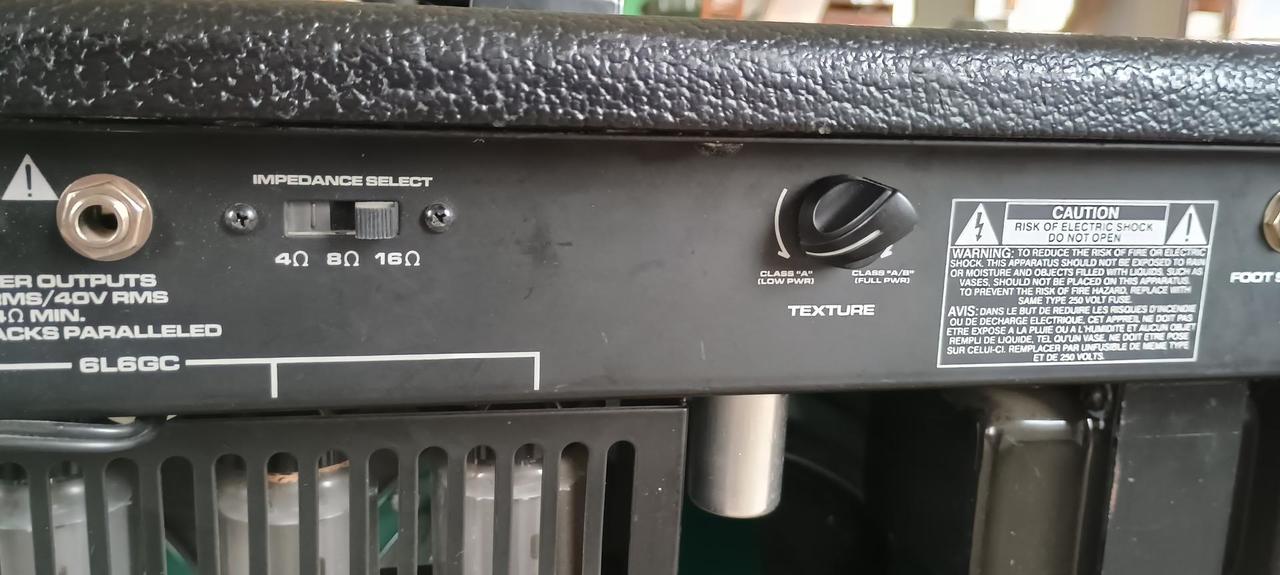 IMPEDANCE SELECT
4Ω 8Ω 16Ω
ER OUTPUTS
RMS/40V RMS
4Ω MIN.
ACKS PARALLELED
6L6GC
CLASS "A"
(LOW PWR)
CLASS "A/B"
(FULL PWR)
TEXTURE
CAUTION
RISK OF ELECTRIC SHOCK
DO NOT OPEN
WARNING: TO REDUCE THE RISK OF FIRE OR ELECTRIC
SHOCK, THIS APPARATUS SHOULD NOT BE EXPOSED TO RAIN
OR MOISTURE AND OBJECTS FILLED WITH LIQUIDS, SUCH AS
VASES, SHOULD NOT BE PLACED ON THIS APPARATUS.
TO PREVENT THE RISK OF FIRE HAZARD, REPLACE WITH
SAME TYPE 250 VOLT FUSE.
AVIS: DANS LE BUT DE REDUIRE LES RISQUES D'INCENDIE
OU DE DECHARGE ELECTRIQUE, CET APPREIL NE DOIT PAS
ETRE EXPOSE A LA PLUIE OU A L'HUMIDITE ET AUCUN OBJET
REMPLI DE LIQUIDE, TEL QU'UN VASE, NE DOIT ETRE POSE
SUR CELUI-CI. REMPLACER PAR UNFUSIBLE DE MEME TYPE
ET DE 250 VOLTS.
FOOT S